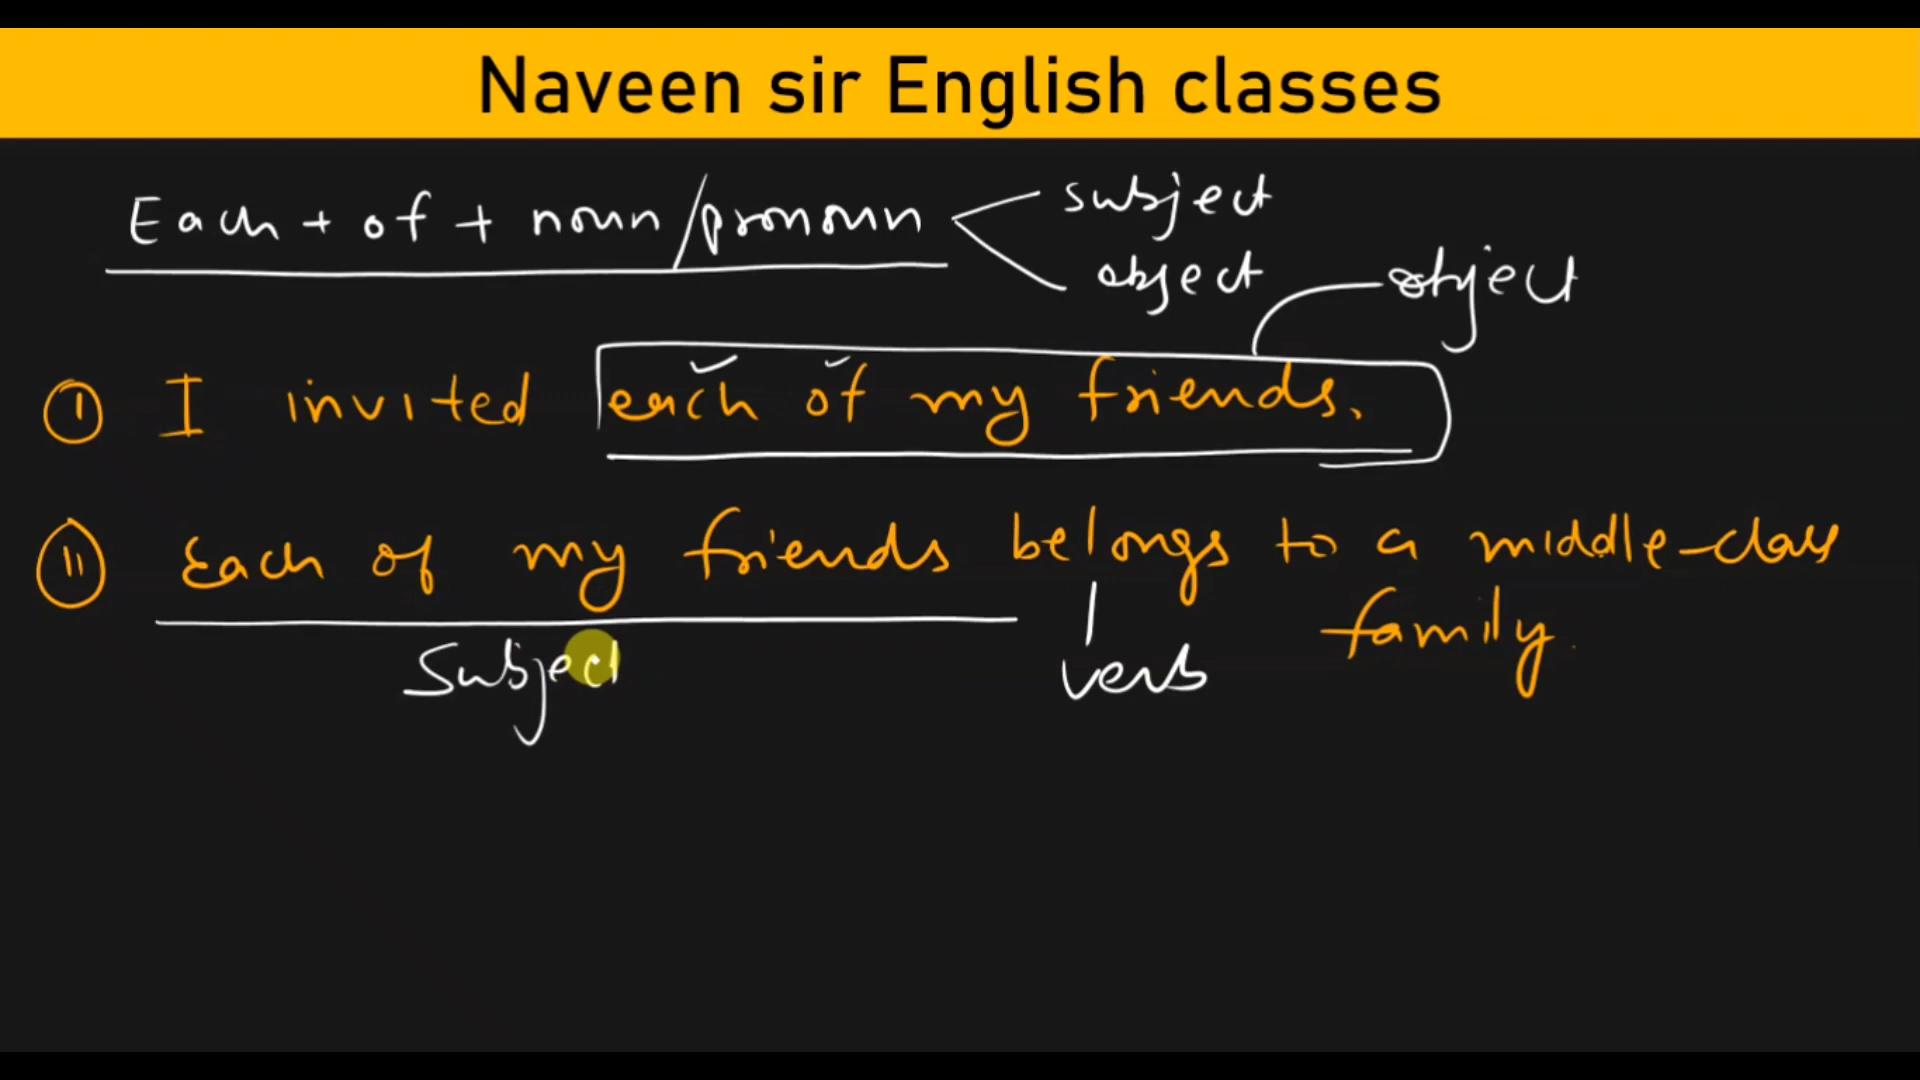 Naveen sir English classes
Each + of + noun/pronoun
subject
object
object
① I invited each of my friends.
⑪ Each of my friends belongs to a middle-class
family.
Subject
verb